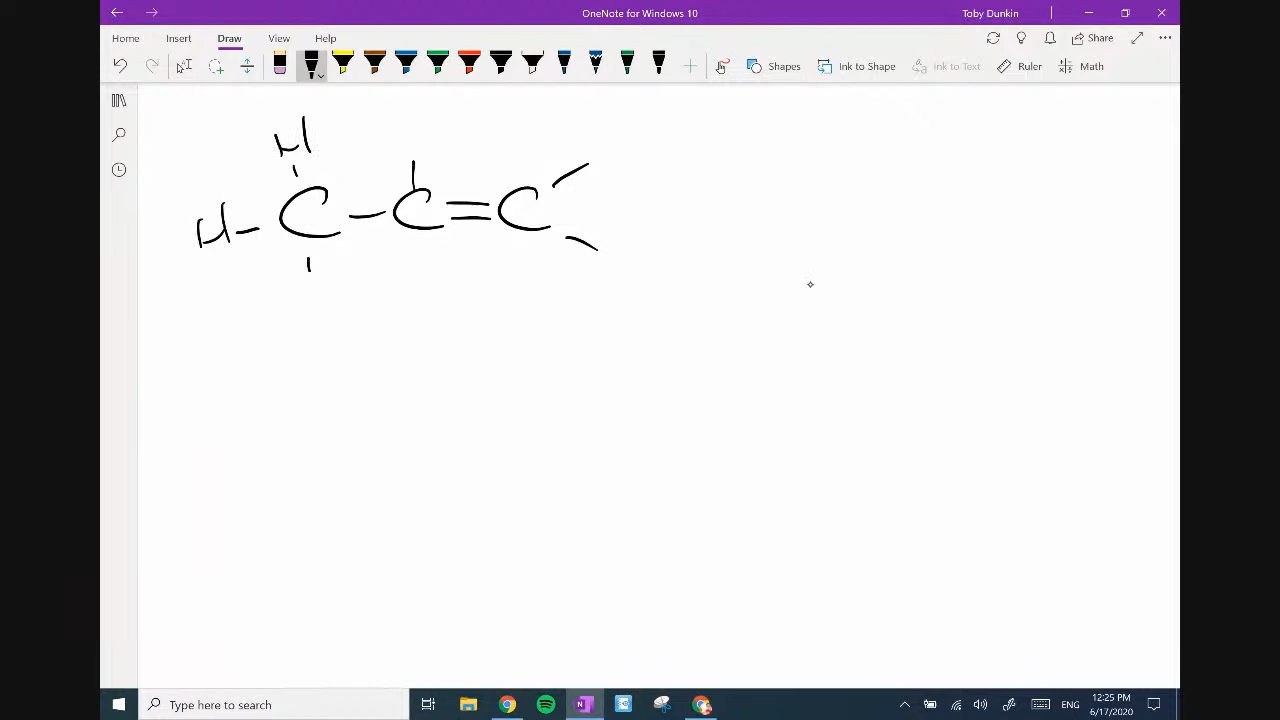 OneNote for Windows 10
Toby Dunkin
Home Insert Draw View Help
Share
Shapes Ink to Shape Ink to Text Ruler Math
H
H-C-C=C
Type here to search
ENG
12:25 PM
6/17/2020